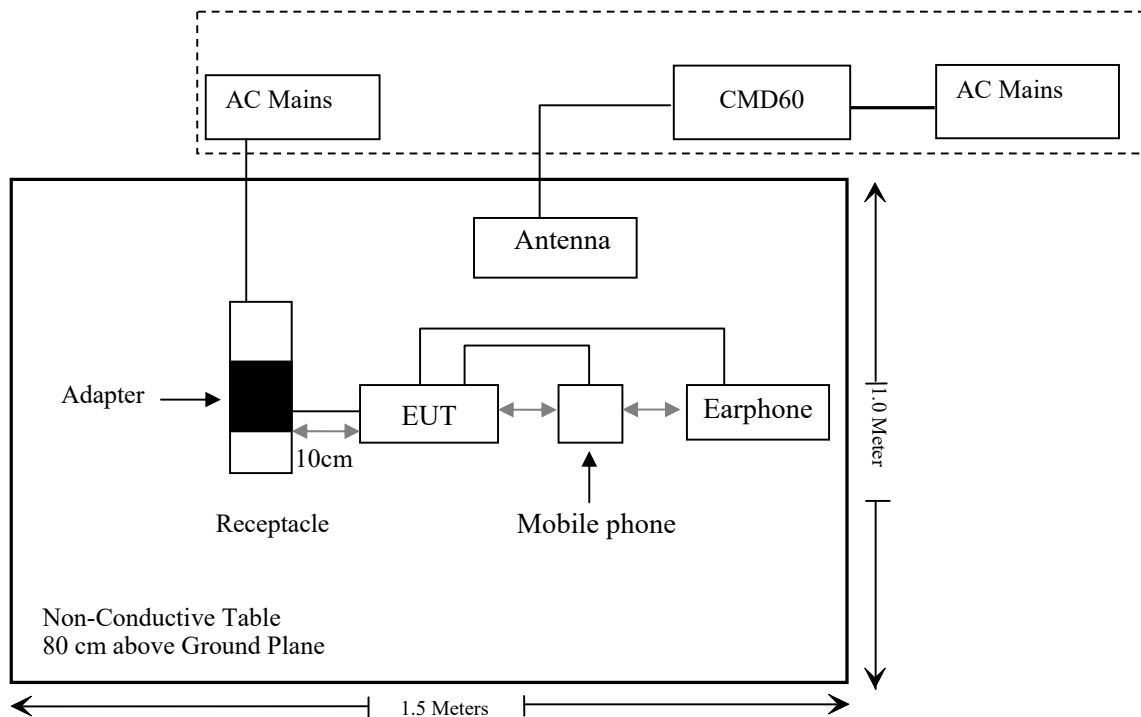 AC Mains
CMD60
AC Mains
Antenna
Adapter
EUT
Earphone
10cm
1.0 Meter
Receptacle
Mobile phone
Non-Conductive Table
80 cm above Ground Plane
1.5 Meters